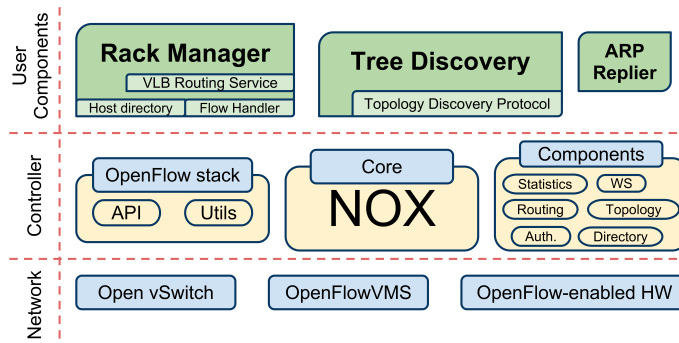 User
Components
Rack Manager
VLB Routing Service
Host directory
Flow Handler
Tree Discovery
Topology Discovery Protocol
ARP
Replier
Controller
OpenFlow stack
API
Utils
Core
NOX
Components
Statistics
WS
Routing
Topology
Auth.
Directory
Network
Open vSwitch
OpenFlowVMS
OpenFlow-enabled HW